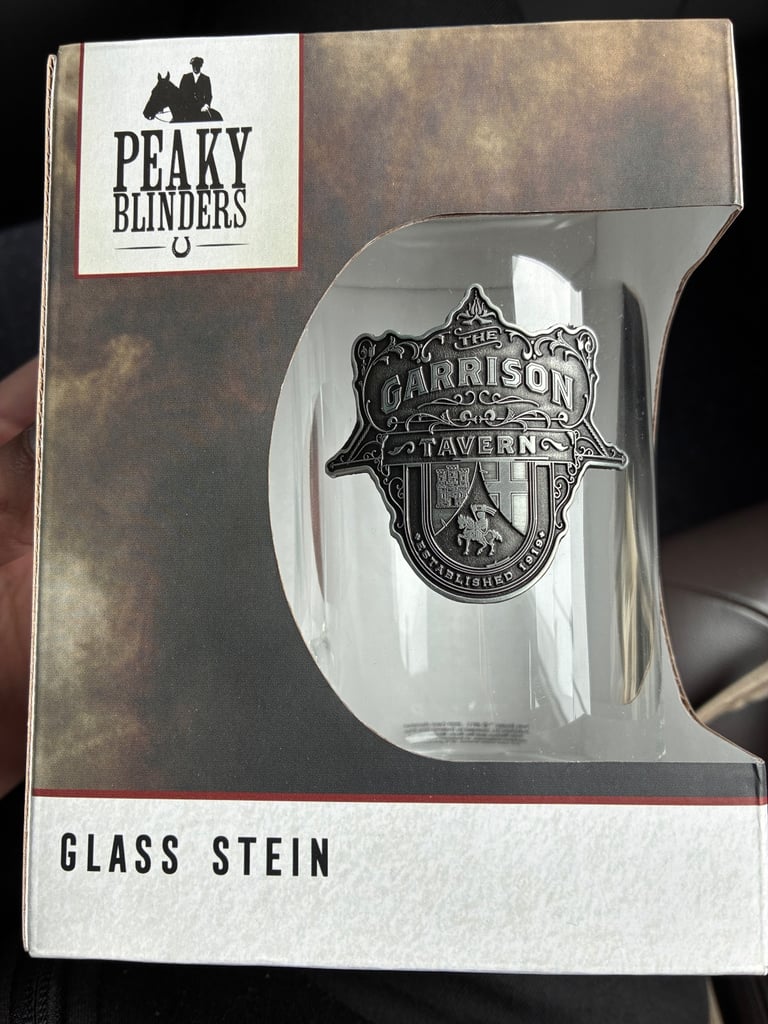 PEAKY
BLINDERS
THE
GARRISON
TAVERN
ESTABLISHED 1919
GLASS STEIN